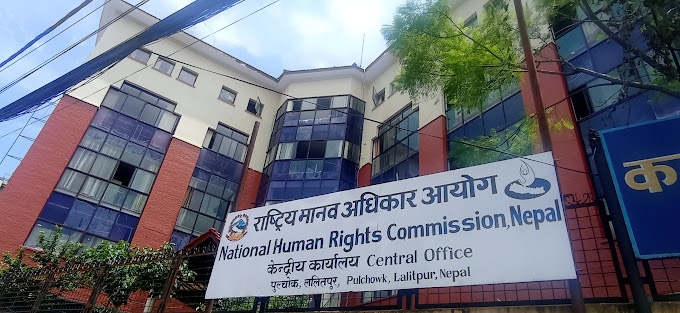 राष्ट्रिय मानव अधिकार आयोग
National Human Rights Commission, Nepal
केन्द्रीय कार्यालय Central Office
पुल्चोक, ललितपुर, Pulchowk, Lalitpur, Nepal